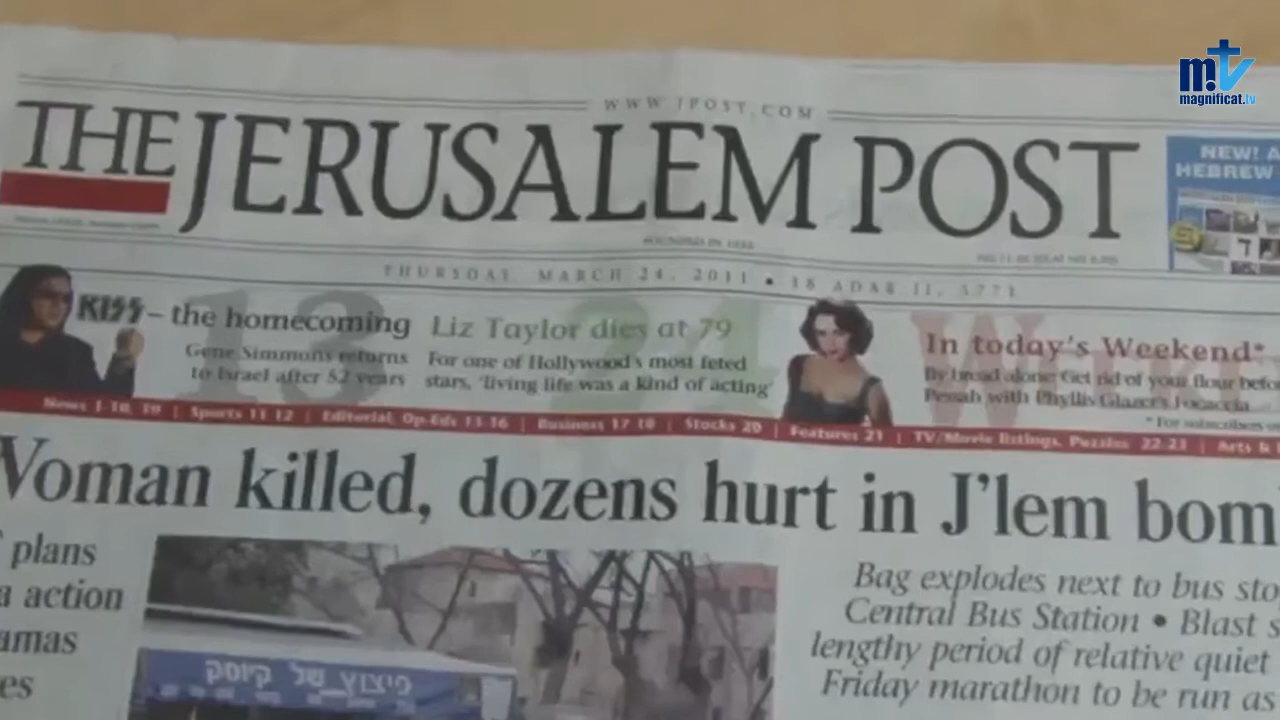 m.tv
magnificat.tv
WWW.JPOST.COM
THE JERUSALEM POST
NEW! A
HEBREW
THURSDAY, MARCH 24, 2011 • 18 ADAR II, 5771
KISS – the homecoming
Gene Simmons returns
to Israel after 52 years
Liz Taylor dies at 79
For one of Hollywood's most feted
stars, 'living life was a kind of acting'
In today's Weekend*
By bread alone: Get rid of your flour befo
Pessah with Phyllis Glazer's focaccia
* For subscribers o
News 1-10, 19 | Sports 11-12 | Editorial, Op-Eds 13-16 | Business 17-18 | Stocks 20 | Features 21 | TV/Movie listings, Puzzles 22-23 | Arts &
Woman killed, dozens hurt in J'lem bom
plans
a action
amas
es
פיצוץ של קיוסק
Bag explodes next to bus sto
Central Bus Station • Blast s
lengthy period of relative quiet
Friday marathon to be run as